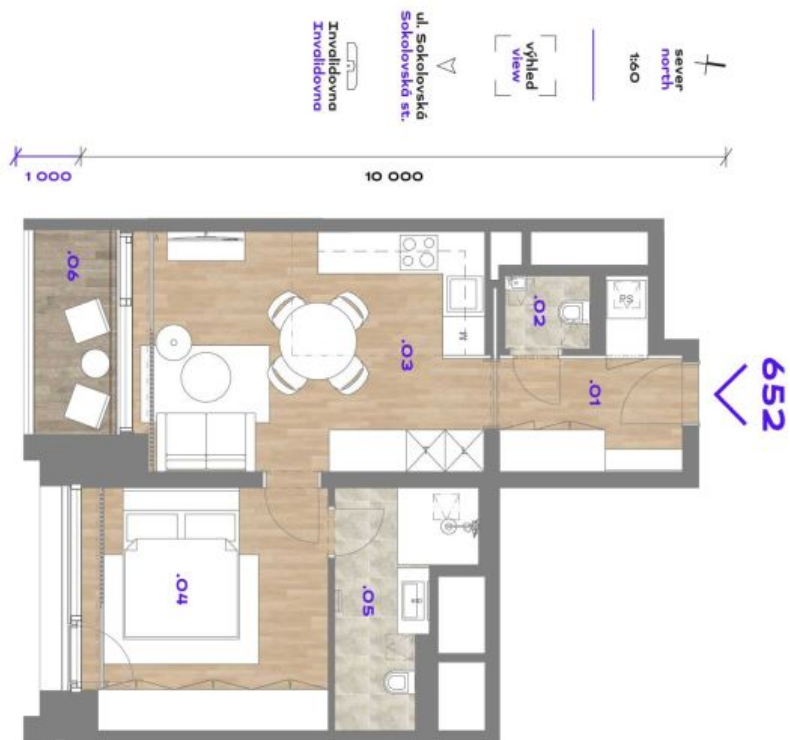 sever
north
1:60
výhled
view
ul. Sokolovská
Sokolovská st.
Invalidovna
Invalidovna
1 000
10 000
652
.06
.03
.02
PS
.01
.04
.05